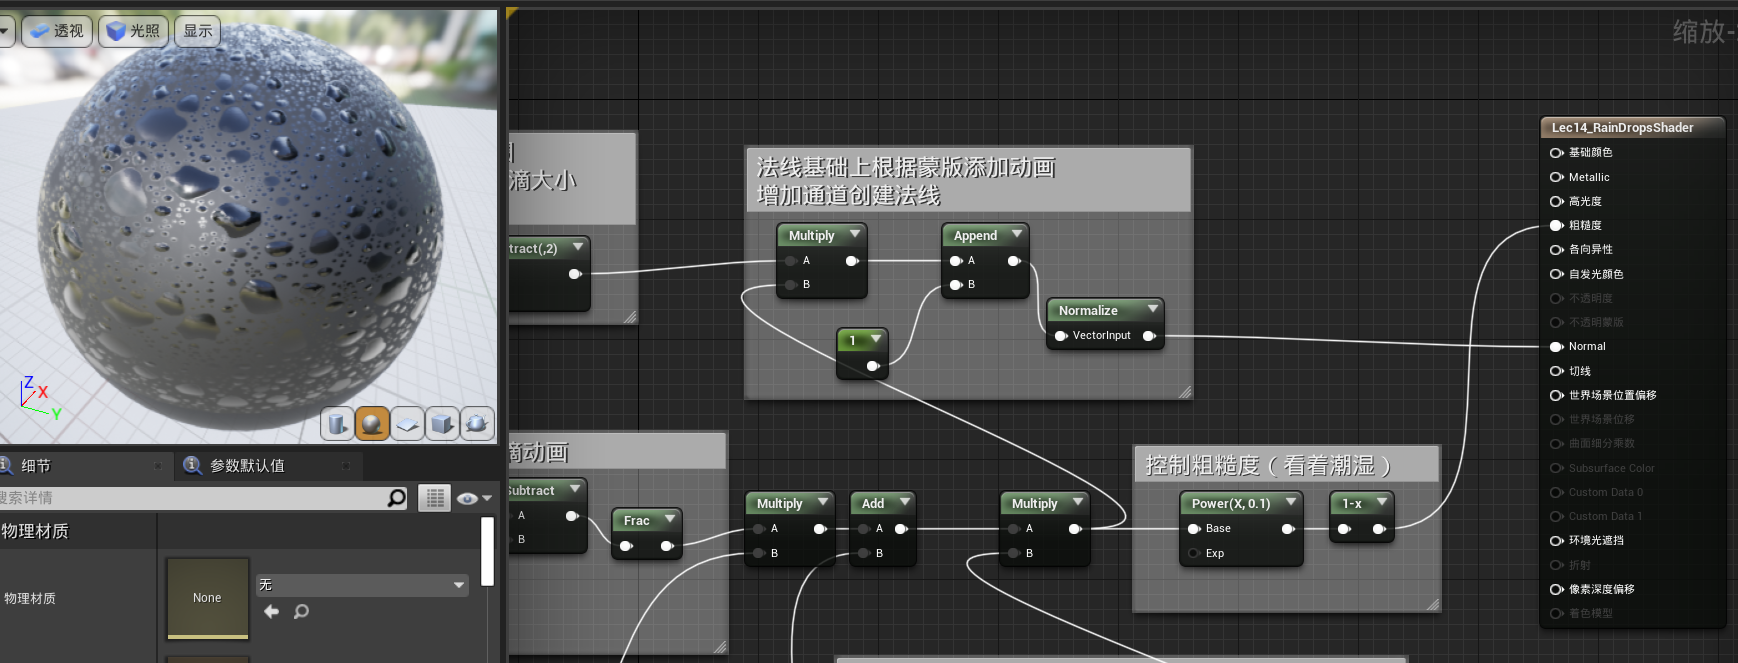 透视
光照
显示
缩放-
滴大小
tract(,2)
法线基础上根据蒙版添加动画
增加通道创建法线
Multiply
A
B
Append
A
B
1
Normalize
VectorInput
Lec14_RainDropsShader
基础颜色
Metallic
高光度
粗糙度
各向异性
自发光颜色
不透明度
不透明蒙版
Normal
切线
世界场景位置偏移
世界场景位移
曲面细分乘数
Subsurface Color
Custom Data 0
Custom Data 1
环境光遮挡
折射
像素深度偏移
着色模型
Z
X
Y
滴动画
Subtract
A
B
Frac
Multiply
A
B
Add
A
B
Multiply
A
B
控制粗糙度（看着潮湿）
Power(X, 0.1)
Base
Exp
1-x
细节
参数默认值
搜索详情
物理材质
物理材质
None
无